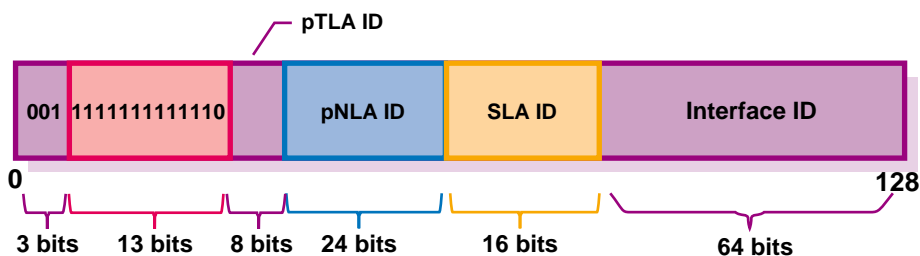 pTLA ID
001 1111111111110 pNLA ID SLA ID Interface ID
0 128
3 bits 13 bits 8 bits 24 bits 16 bits 64 bits